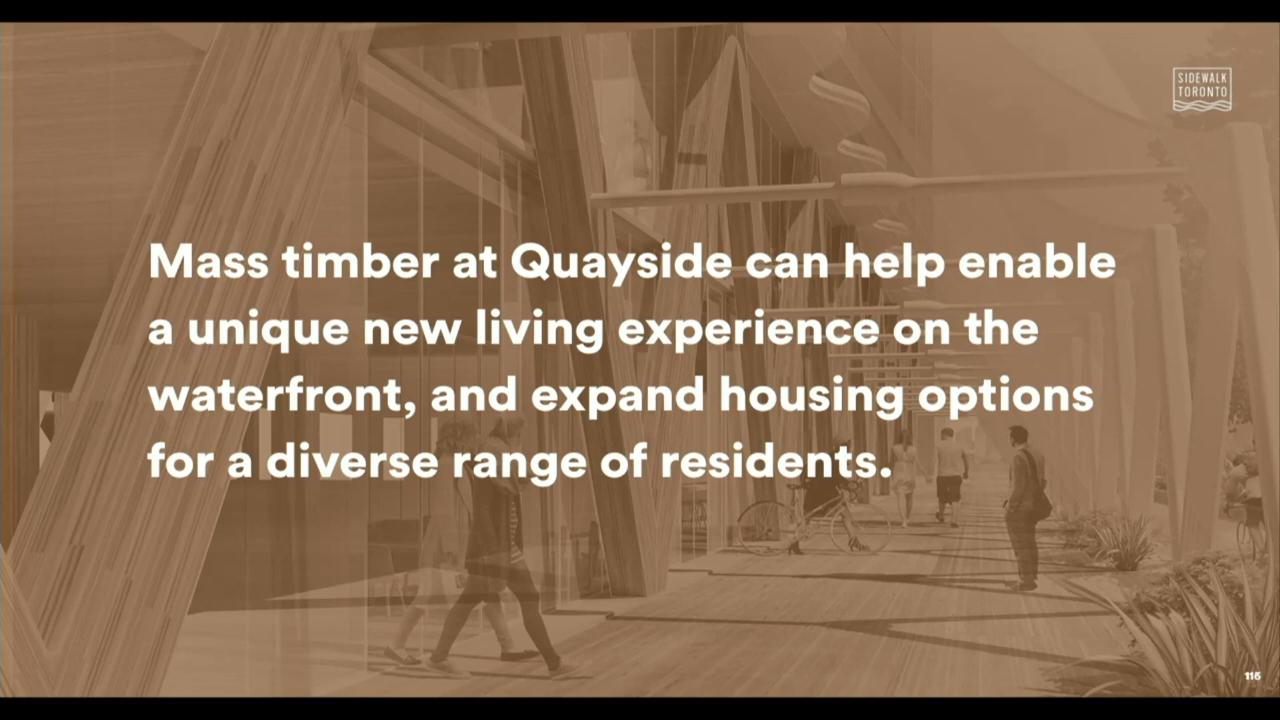 SIDEWALK
TORONTO
Mass timber at Quayside can help enable
a unique new living experience on the
waterfront, and expand housing options
for a diverse range of residents.
116